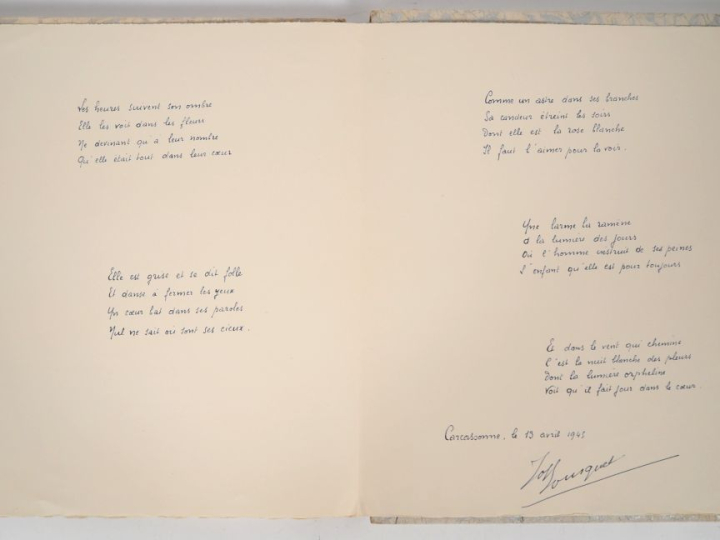 Les heures suivent son ombre
Elle les voit dans les fleurs
Ne devinant qu'à leur nombre
Qu'elle était tout dans leur cœur
Elle est grise et se dit folle
Et danse à fermer les yeux
Un cœur bat dans ses paroles
Nul ne sait où sont ses cieux.
Comme un astre dans ses branches
Sa candeur étreint les soirs
Dont elle est la rose blanche
Il faut l'aimer pour la voir.
Une larme la ramène
A la lumière des jours
Où l'homme de ses peines
L'enfant qu'elle est pour toujours
Et dans le vent qui chemine
C'est la nuit blanche des pleurs
Dont la lumière orpheline
Voit qu'il fait jour dans le cœur.
Carcassonne, le 13 avril 1941
Joë Bousquet